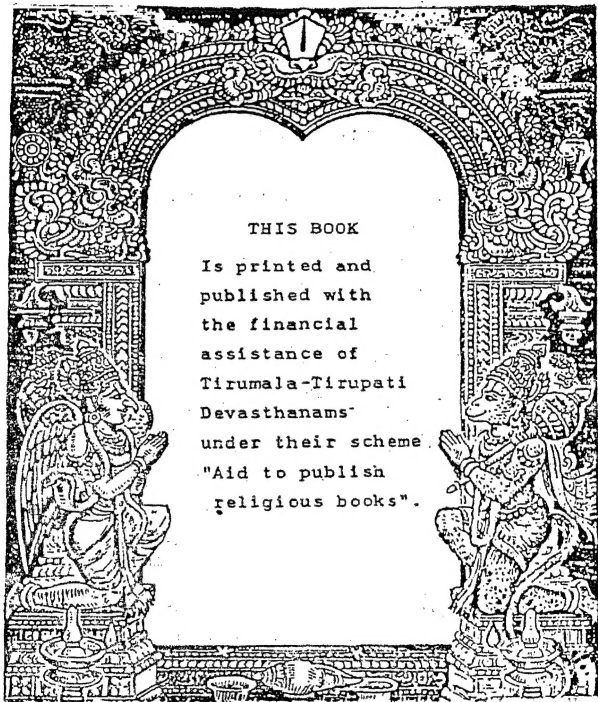 THIS BOOK
Is printed and
published with
the financial
assistance of
Tirumala-Tirupati
Devasthanams
under their scheme
"Aid to publish
religious books".